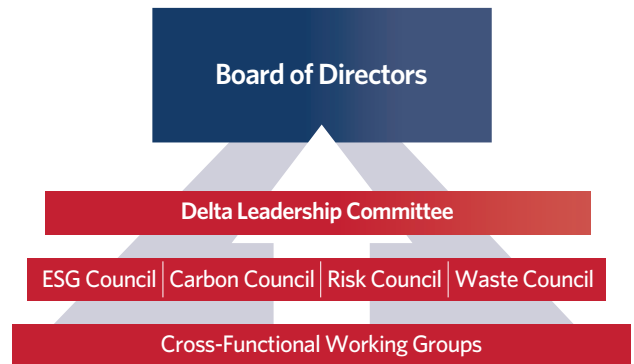 Board of Directors
Delta Leadership Committee
ESG Council Carbon Council Risk Council Waste Council
Cross-Functional Working Groups